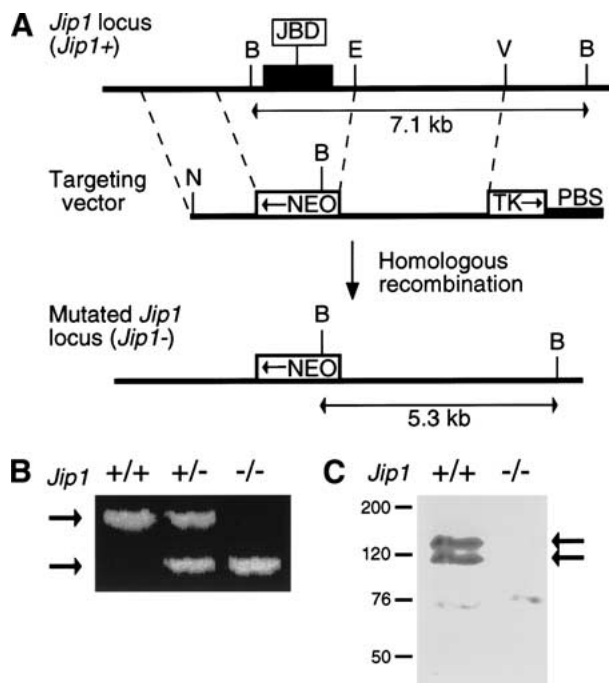 A
Jip1 locus
(Jip1+)
JBD
B E V B
7.1 kb
Targeting
vector
N B
←NEO TK→ PBS
Homologous
recombination
Mutated Jip1
locus (Jip1-)
B B
←NEO
5.3 kb
B
Jip1 +/+ +/- -/-
C
Jip1 +/+ -/-
200
120
76
50